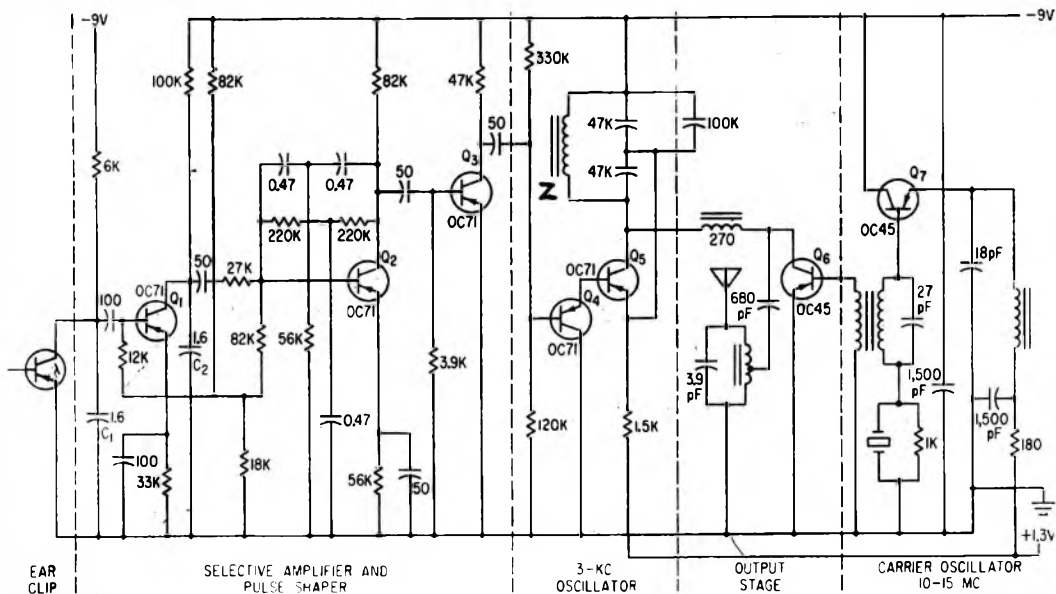 -9V
-9V
100K
82K
82K
47K
330K
6K
50
0.47
0.47
50
Q3
OC71
47K
47K
100K
Z
Q7
OC45
220K
220K
270
18pF
100
OC71
Q1
50
27K
Q2
OC71
OC71
Q5
Q4
OC71
680
pF
Q6
OC45
27
pF
12K
1.6
C2
82K
56K
3.9K
3.9
pF
1,500
pF
1,500
pF
1.6
C1
100
33K
18K
0.47
56K
50
120K
1.5K
1K
180
+1.3V
EAR
CLIP
SELECTIVE AMPLIFIER AND
PULSE SHAPER
3-KC
OSCILLATOR
OUTPUT
STAGE
CARRIER OSCILLATOR
10-15 MC